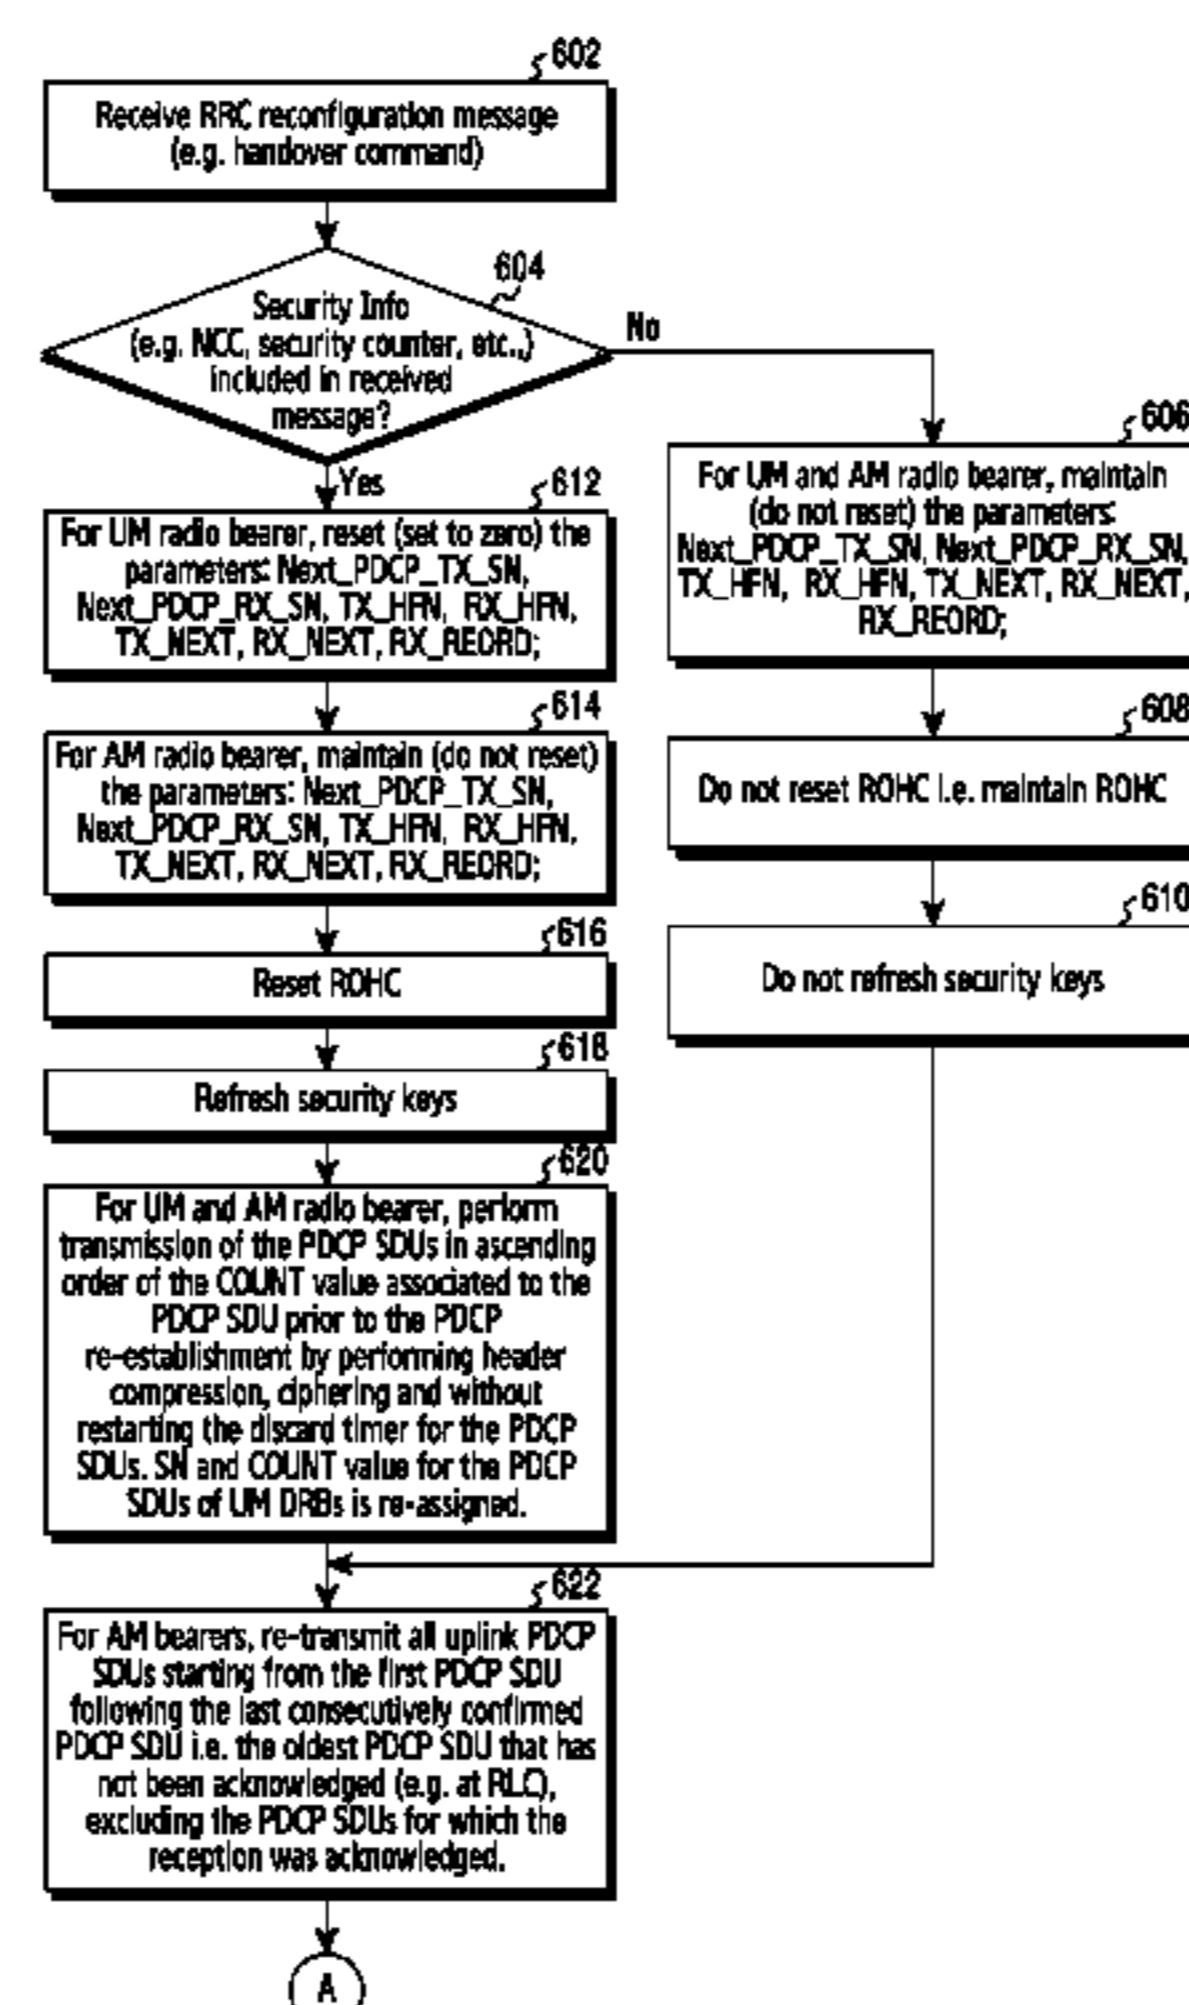 602
Receive RRC reconfiguration message
(e.g. handover command)
604
Security Info
(e.g. NCC, security counter, etc.,)
included in received
message?
No
Yes
606
For UM and AM radio bearer, maintain
(do not reset) the parameters:
Next_PDCP_TX_SN, Next_PDCP_RX_SN,
TX_HFN, RX_HFN, TX_NEXT, RX_NEXT,
RX_REORD;
608
Do not reset ROHC i.e. maintain ROHC
610
Do not refresh security keys
612
For UM radio bearer, reset (set to zero) the
parameters: Next_PDCP_TX_SN,
Next_PDCP_RX_SN, TX_HFN, RX_HFN,
TX_NEXT, RX_NEXT, RX_REORD;
614
For AM radio bearer, maintain (do not reset)
the parameters: Next_PDCP_TX_SN,
Next_PDCP_RX_SN, TX_HFN, RX_HFN,
TX_NEXT, RX_NEXT, RX_REORD;
616
Reset ROHC
618
Refresh security keys
620
For UM and AM radio bearer, perform
transmission of the PDCP SDUs in ascending
order of the COUNT value associated to the
PDCP SDU prior to the PDCP
re-establishment by performing header
compression, ciphering and without
restarting the discard timer for the PDCP
SDUs. SN and COUNT value for the PDCP
SDUs of UM DRBs is re-assigned.
622
For AM bearers, re-transmit all uplink PDCP
SDUs starting from the first PDCP SDU
following the last consecutively confirmed
PDCP SDU i.e. the oldest PDCP SDU that has
not been acknowledged (e.g. at RLC),
excluding the PDCP SDUs for which the
reception was acknowledged.
A